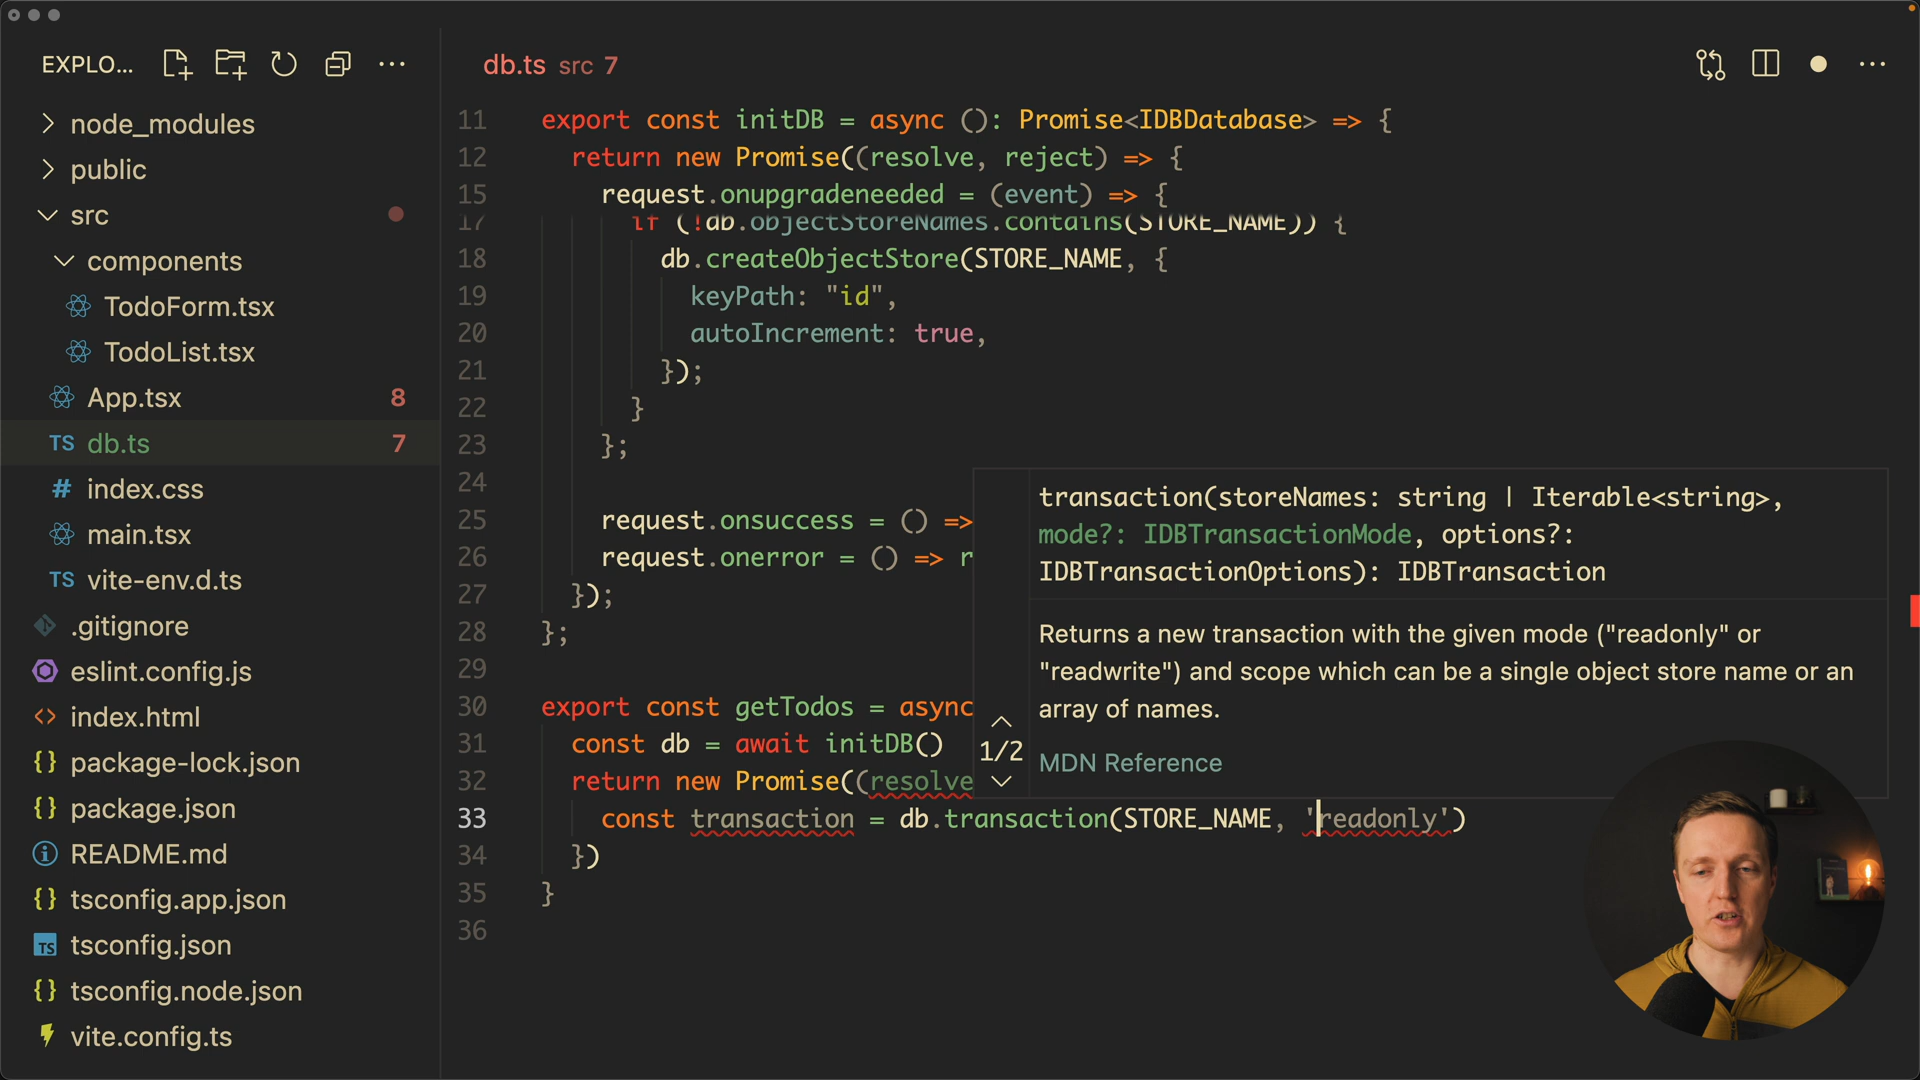 EXPLO...
node_modules
public
src
components
TodoForm.tsx
TodoList.tsx
App.tsx 8
TS db.ts 7
# index.css
main.tsx
TS vite-env.d.ts
.gitignore
eslint.config.js
<> index.html
{} package-lock.json
{} package.json
README.md
{} tsconfig.app.json
TS tsconfig.json
{} tsconfig.node.json
vite.config.ts
db.ts src 7
11 export const initDB = async (): Promise<IDBDatabase> => {
12 return new Promise((resolve, reject) => {
15 request.onupgradeneeded = (event) => {
17 if (!db.objectStoreNames.contains(STORE_NAME)) {
18 db.createObjectStore(STORE_NAME, {
19 keyPath: "id",
20 autoIncrement: true,
21 });
22 }
23 };
24
25 request.onsuccess = () =>
26 request.onerror = () => r
27 });
28 };
29
30 export const getTodos = async
31 const db = await initDB()
32 return new Promise((resolve
33 const transaction = db.transaction(STORE_NAME, 'readonly')
34 })
35 }
36
transaction(storeNames: string | Iterable<string>,
mode?: IDBTransactionMode, options?:
IDBTransactionOptions): IDBTransaction
Returns a new transaction with the given mode ("readonly" or
"readwrite") and scope which can be a single object store name or an
array of names.
1/2
MDN Reference